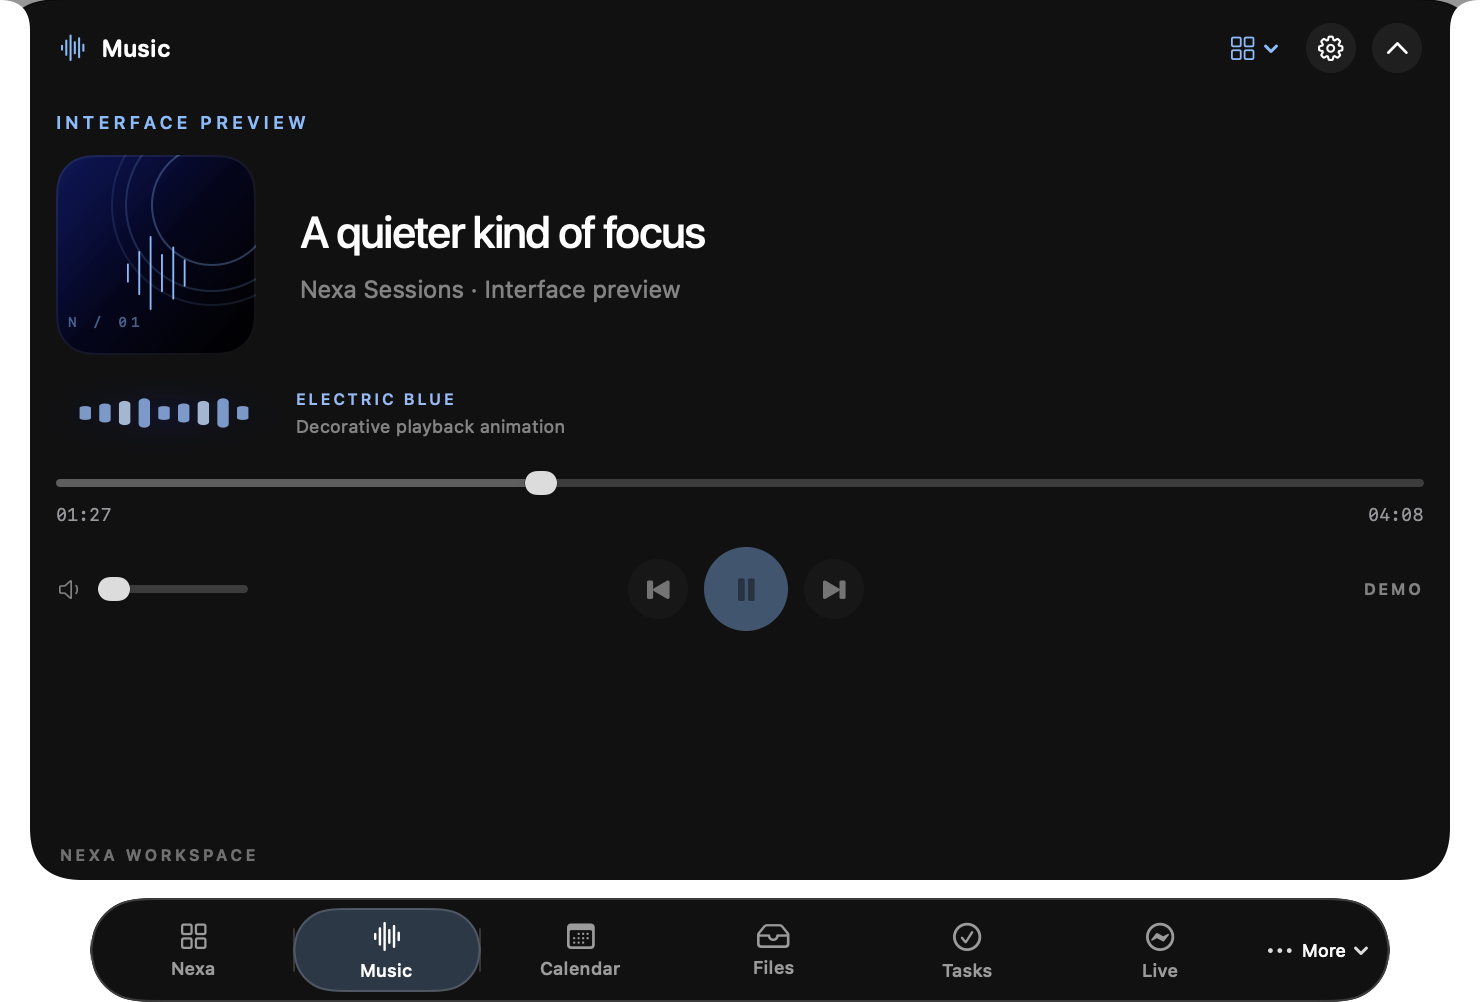 Music
INTERFACE PREVIEW
N / 01
A quieter kind of focus
Nexa Sessions · Interface preview
ELECTRIC BLUE
Decorative playback animation
01:27
04:08
DEMO
NEXA WORKSPACE
Nexa
Music
Calendar
Files
Tasks
Live
More